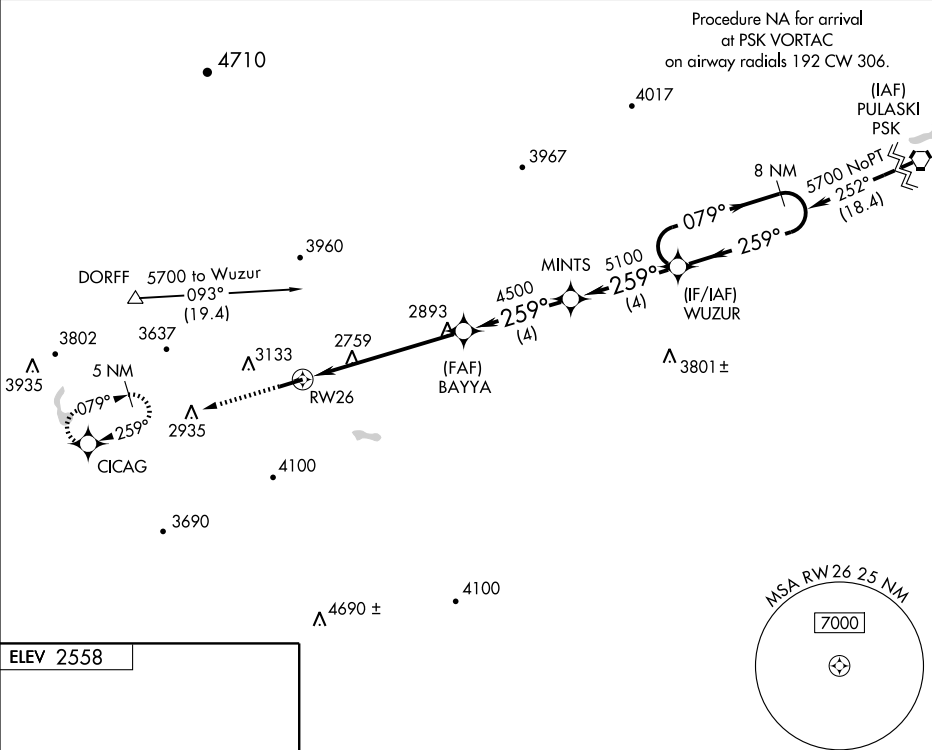 Procedure NA for arrival
at PSK VORTAC
on airway radials 192 CW 306.
4710
4017
(IAF)
PULASKI
PSK
3967
8 NM
5700 NoPT
252°
(18.4)
079°
259°
3960
MINTS
5100
259°
(4)
(IF/IAF)
WUZUR
DORFF
5700 to Wuzur
093°
(19.4)
4500
259°
(4)
2893
3802
3637
3133
2759
(FAF)
BAYYA
3801 ±
3935
5 NM
079°
259°
RW26
2935
CICAG
4100
3690
4690 ±
4100
MSA RW26 25 NM
7000
ELEV 2558